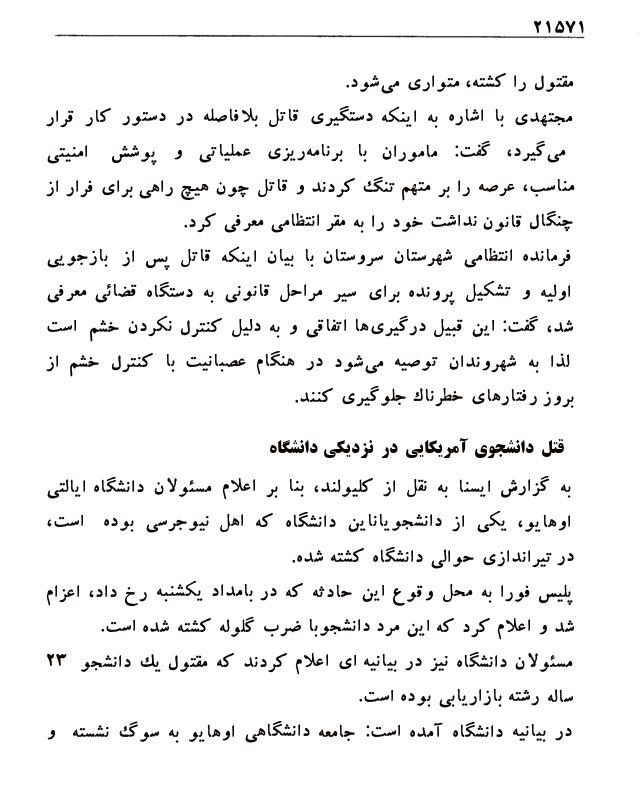 ۲۱۵۷۱
مقتول را کشته، متواری می‌شود.
مجتهدی با اشاره به اینکه دستگیری قاتل بلافاصله در دستور کار قرار
می‌گیرد، گفت: ماموران با برنامه‌ریزی عملیاتی و پوشش امنیتی
مناسب، عرصه را بر متهم تنگ کردند و قاتل چون هیچ راهی برای فرار از
چنگال قانون نداشت خود را به مقر انتظامی معرفی کرد.
فرمانده انتظامی شهرستان سروستان با بیان اینکه قاتل پس از بازجویی
اولیه و تشکیل پرونده برای سیر مراحل قانونی به دستگاه قضائی معرفی
شد، گفت: این قبیل درگیری‌ها اتفاقی و به دلیل کنترل نکردن خشم است
لذا به شهروندان توصیه می‌شود در هنگام عصبانیت با کنترل خشم از
بروز رفتارهای خطرناك جلوگیری کنند.
قتل دانشجوی آمریکایی در نزدیکی دانشگاه
به گزارش ایسنا به نقل از کلیولند، بنا بر اعلام مسئولان دانشگاه ایالتی
اوهایو، یکی از دانشجویاناین دانشگاه که اهل نیوجرسی بوده است،
در تیراندازی حوالی دانشگاه کشته شده.
پلیس فورا به محل وقوع این حادثه که در بامداد یکشنبه رخ داد، اعزام
شد و اعلام کرد که این مرد دانشجوبا ضرب گلوله کشته شده است.
مسئولان دانشگاه نیز در بیانیه ای اعلام کردند که مقتول یك دانشجو ۲۳
ساله رشته بازاریابی بوده است.
در بیانیه دانشگاه آمده است: جامعه دانشگاهی اوهایو به سوگ نشسته و